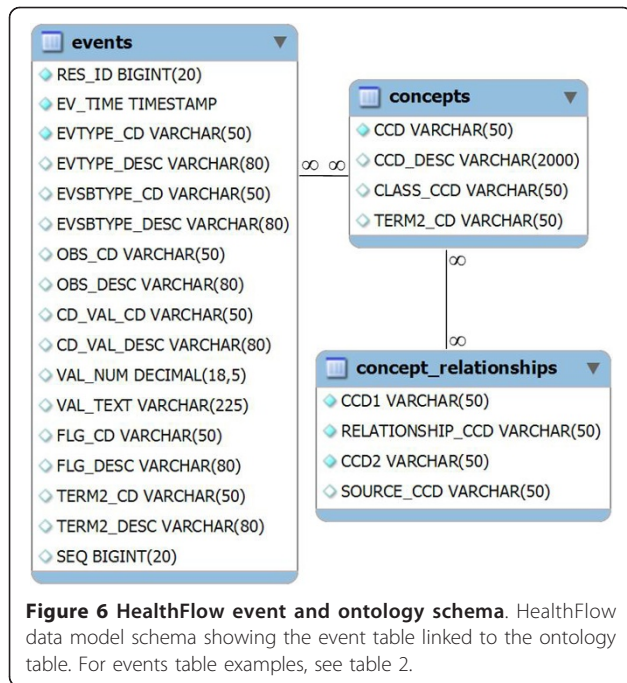 events
RES_ID BIGINT(20)
EV_TIME TIMESTAMP
EVTYPE_CD VARCHAR(50)
EVTYPE_DESC VARCHAR(80)
EVSBTYPE_CD VARCHAR(50)
EVSBTYPE_DESC VARCHAR(80)
OBS_CD VARCHAR(50)
OBS_DESC VARCHAR(80)
CD_VAL_CD VARCHAR(50)
CD_VAL_DESC VARCHAR(80)
VAL_NUM DECIMAL(18,5)
VAL_TEXT VARCHAR(225)
FLG_CD VARCHAR(50)
FLG_DESC VARCHAR(80)
TERM2_CD VARCHAR(50)
TERM2_DESC VARCHAR(80)
SEQ BIGINT(20)
∞ ∞
concepts
CCD VARCHAR(50)
CCD_DESC VARCHAR(2000)
CLASS_CCD VARCHAR(50)
TERM2_CD VARCHAR(50)
∞
∞
concept_relationships
CCD1 VARCHAR(50)
RELATIONSHIP_CCD VARCHAR(50)
CCD2 VARCHAR(50)
SOURCE_CCD VARCHAR(50)
Figure 6 HealthFlow event and ontology schema. HealthFlow
data model schema showing the event table linked to the ontology
table. For events table examples, see table 2.